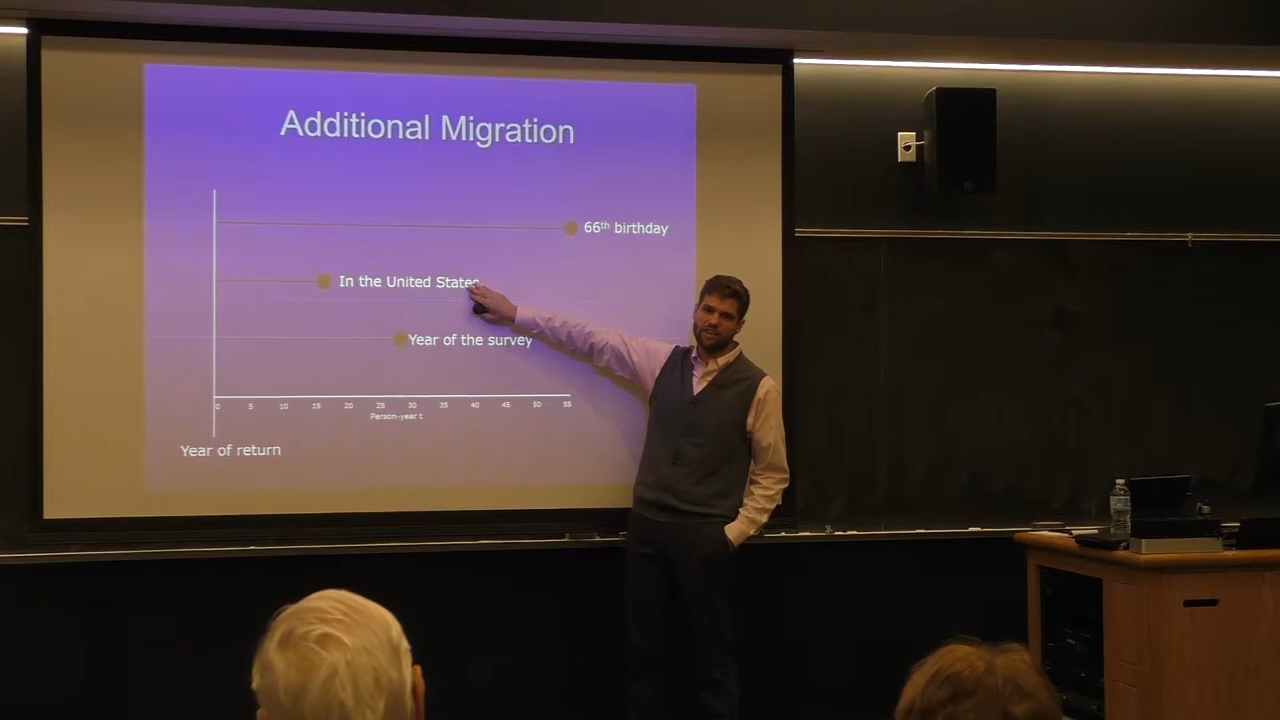 Additional Migration
66th birthday
In the United States
Year of the survey
0 5 10 15 20 25 30 35 40 45 50 55
Person-year t
Year of return